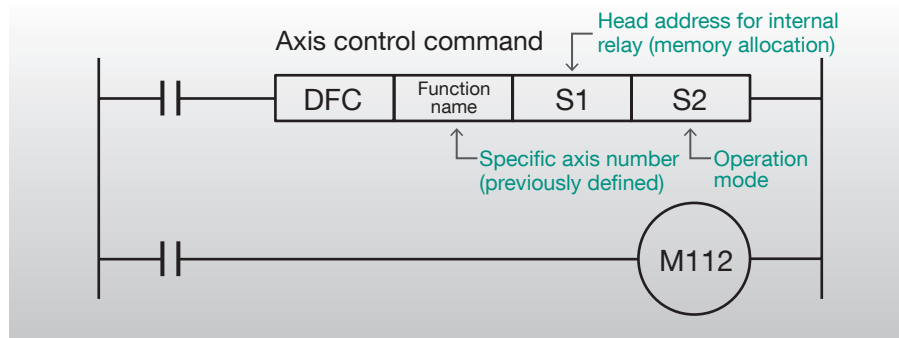 Axis control command
Head address for internal
relay (memory allocation)
DFC
Function
name
S1
S2
Specific axis number
(previously defined)
Operation
mode
M112